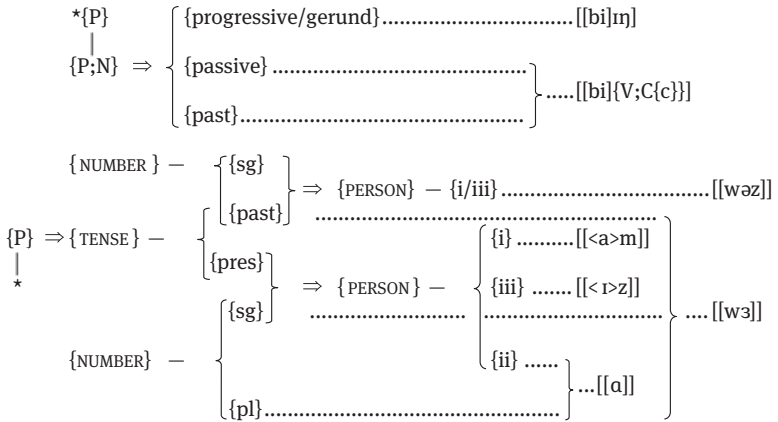 *{P}
{progressive/gerund}..............................[[bi]ɪŋ]
{P;N} ⇒ {passive} ..........................................
.....[[bi]{V;C{c}}]
{past}...............................................
{NUMBER} – {sg} ⇒ {PERSON} – {i/iii} ...................................[[wəz]]
{past} .........................................................
{P} ⇒ {TENSE} – {i} ..........[[<a>m]]
* {pres} ⇒ {PERSON} – {iii} .......[[<ɪ>z]]
{sg} .......................... .............................. ....[[wɜ]]
{NUMBER} – {ii} ......
...[[ɑ]]
{pl}.................................................